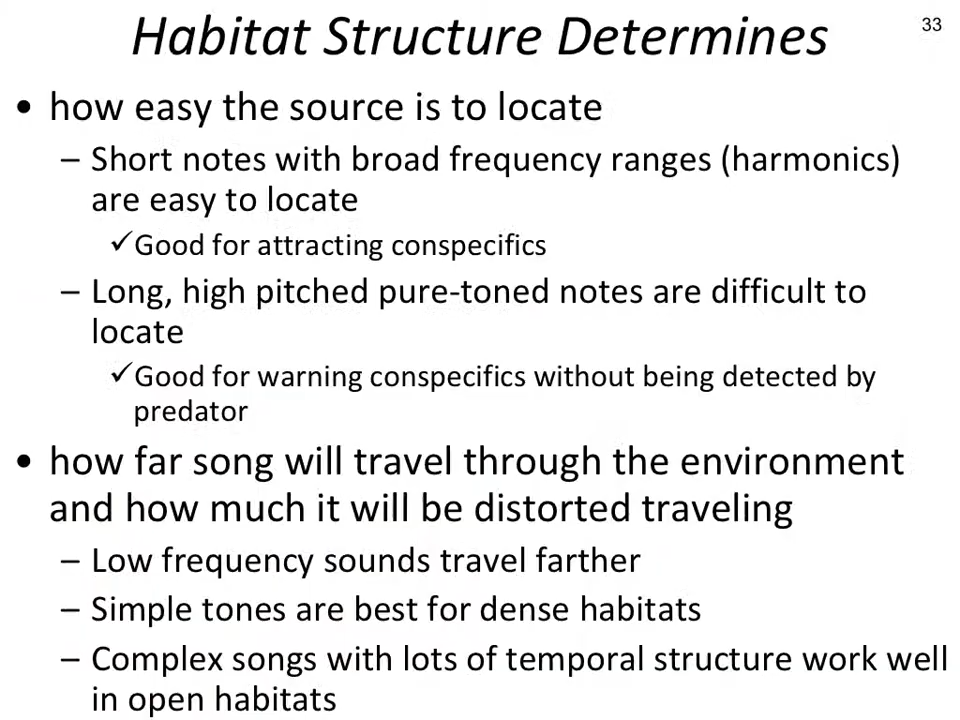 Habitat Structure Determines
33
• how easy the source is to locate
– Short notes with broad frequency ranges (harmonics)
are easy to locate
✓Good for attracting conspecifics
– Long, high pitched pure-toned notes are difficult to
locate
✓Good for warning conspecifics without being detected by
predator
• how far song will travel through the environment
and how much it will be distorted traveling
– Low frequency sounds travel farther
– Simple tones are best for dense habitats
– Complex songs with lots of temporal structure work well
in open habitats